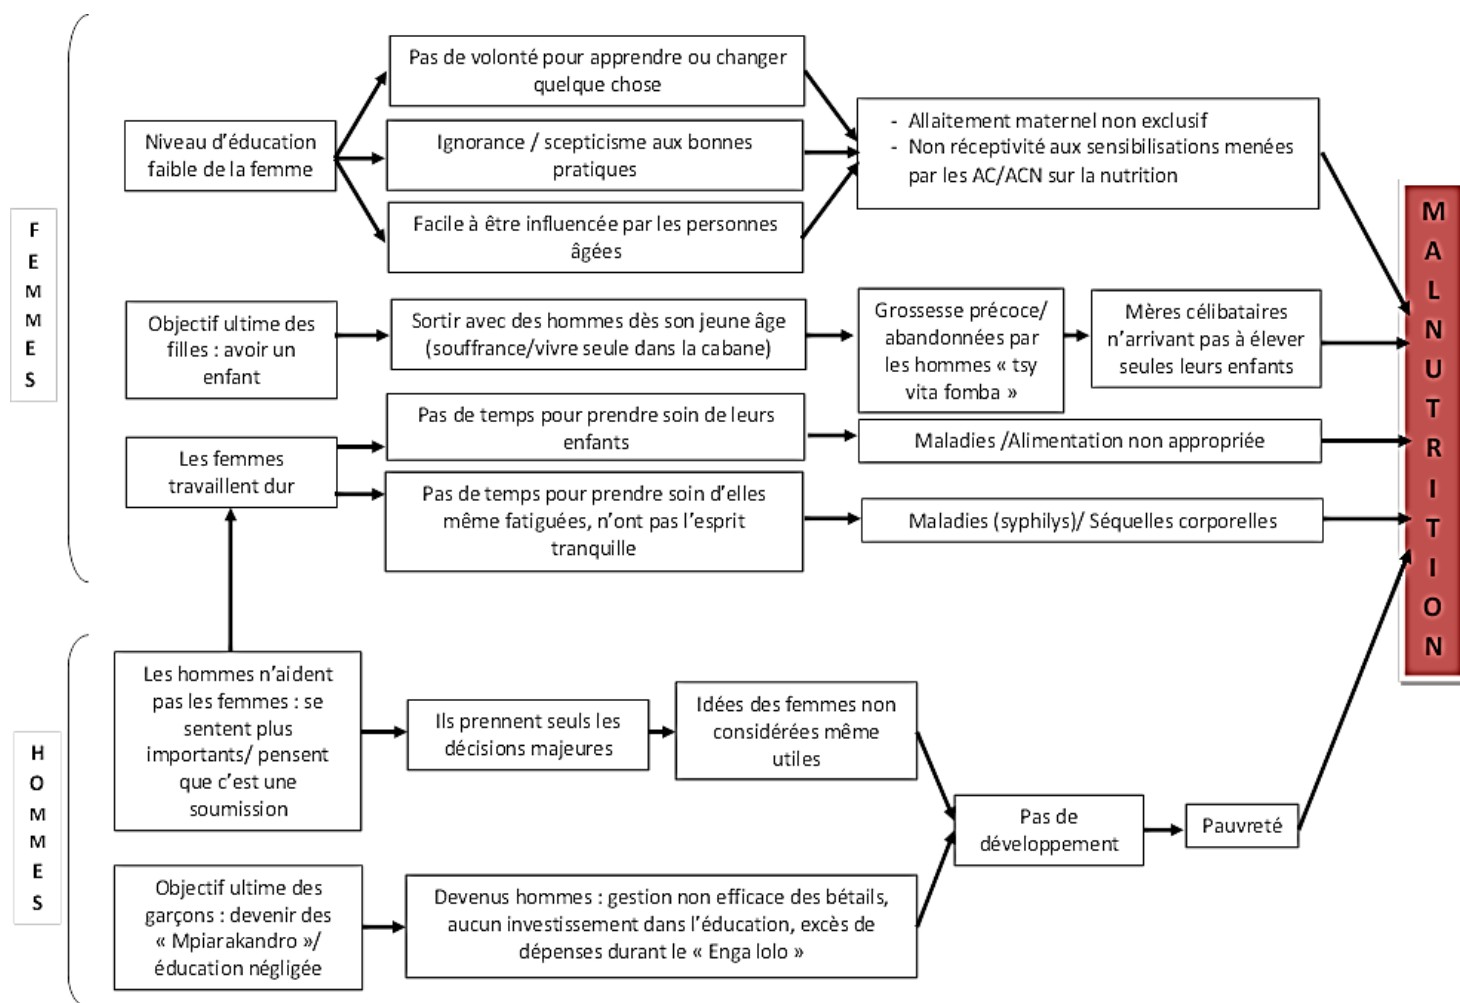 FEMMES
Pas de volonté pour apprendre ou changer
quelque chose
Niveau d'éducation
faible de la femme
Ignorance / scepticisme aux bonnes
pratiques
Facile à être influencée par les personnes
âgées
- Allaitement maternel non exclusif
- Non réceptivité aux sensibilisations menées
par les AC/ACN sur la nutrition
Objectif ultime des
filles : avoir un
enfant
Sortir avec des hommes dès son jeune âge
(souffrance/vivre seule dans la cabane)
Grossesse précoce/
abandonnées par
les hommes « tsy
vita fomba »
Mères célibataires
n'arrivant pas à élever
seules leurs enfants
Les femmes
travaillent dur
Pas de temps pour prendre soin de leurs
enfants
Maladies /Alimentation non appropriée
Pas de temps pour prendre soin d'elles
même fatiguées, n'ont pas l'esprit
tranquille
Maladies (syphilys)/ Séquelles corporelles
MALNUTRITION
HOMMES
Les hommes n'aident
pas les femmes : se
sentent plus
importants/ pensent
que c'est une
soumission
Ils prennent seuls les
décisions majeures
Idées des femmes non
considérées même
utiles
Objectif ultime des
garçons : devenir des
« Mpiarakandro »/
éducation négligée
Devenus hommes : gestion non efficace des bétails,
aucun investissement dans l'éducation, excès de
dépenses durant le « Enga lolo »
Pas de
développement
Pauvreté